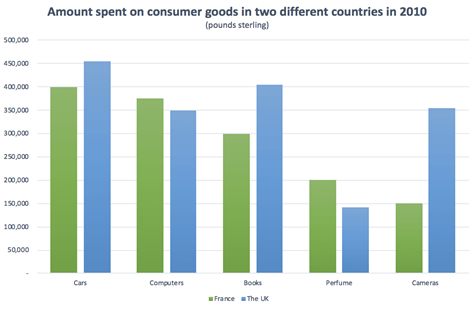 Amount spent on consumer goods in two different countries in 2010
(pounds sterling)
500,000
450,000
400,000
350,000
300,000
250,000
200,000
150,000
100,000
50,000
-
Cars Computers Books Perfume Cameras
France The UK